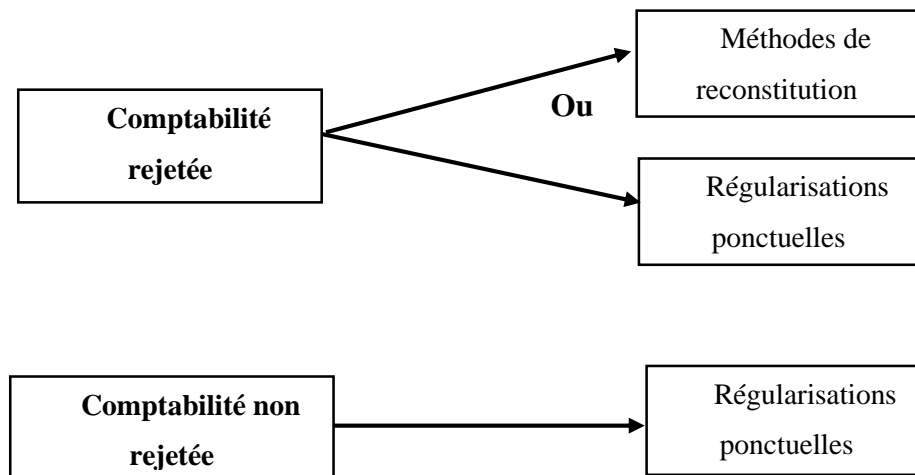 Méthodes de
reconstitution
Comptabilité
rejetée
Ou
Régularisations
ponctuelles
Comptabilité non
rejetée
Régularisations
ponctuelles